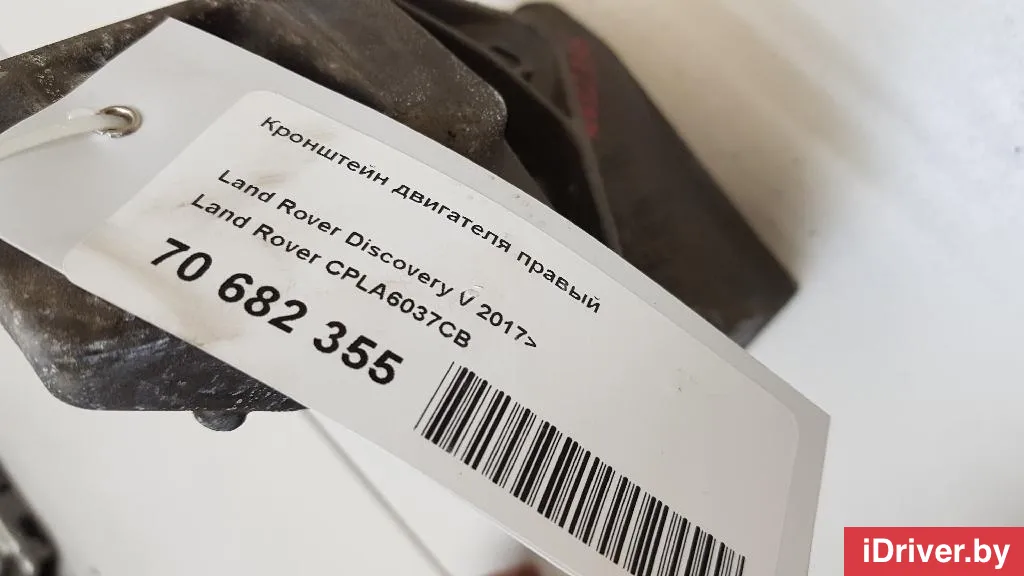 Кронштейн двигателя правый
Land Rover Discovery V 2017>
Land Rover CPLA6037CB
70 682 355
iDriver.by